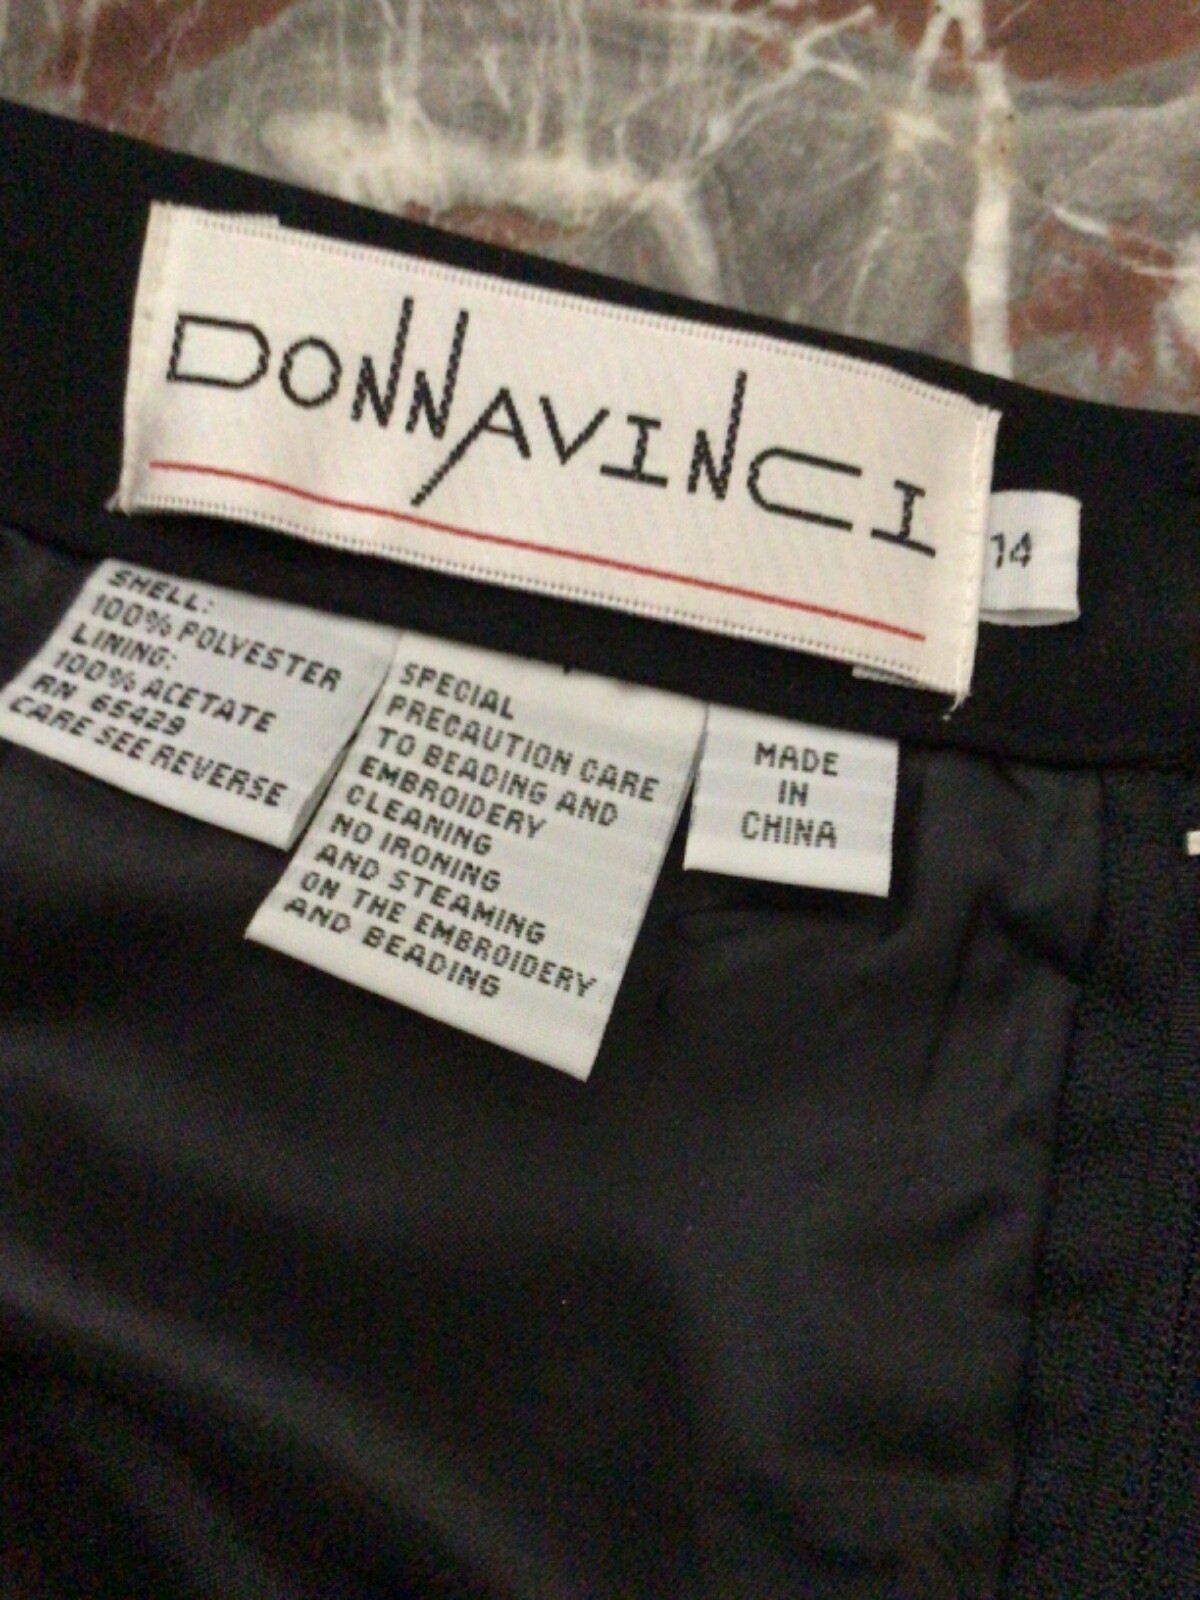 DONNAVINCI
14
SHELL:
100% POLYESTER
LINING:
100% ACETATE
RN 65429
CARE SEE REVERSE
SPECIAL
PRECAUTION CARE
TO BEADING AND
EMBROIDERY
CLEANING
NO IRONING
AND STEAMING
ON THE EMBROIDERY
AND BEADING
MADE
IN
CHINA